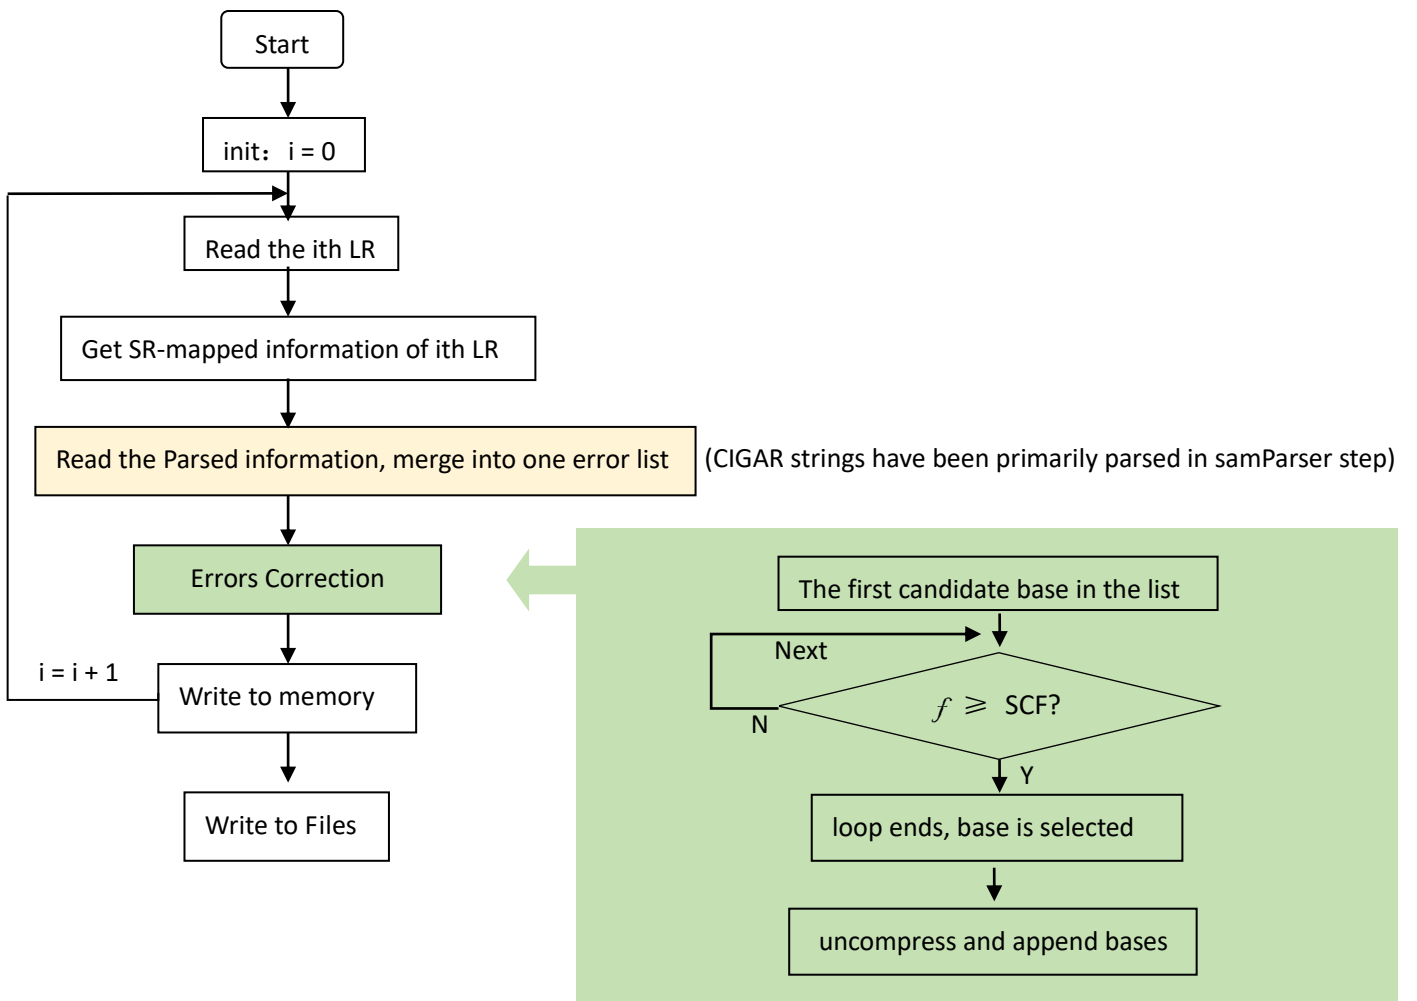 Start
init： i = 0
Read the ith LR
Get SR-mapped information of ith LR
Read the Parsed information, merge into one error list
(CIGAR strings have been primarily parsed in samParser step)
Errors Correction
i = i + 1
Write to memory
Write to Files
The first candidate base in the list
Next
f ⩾ SCF?
N
Y
loop ends, base is selected
uncompress and append bases